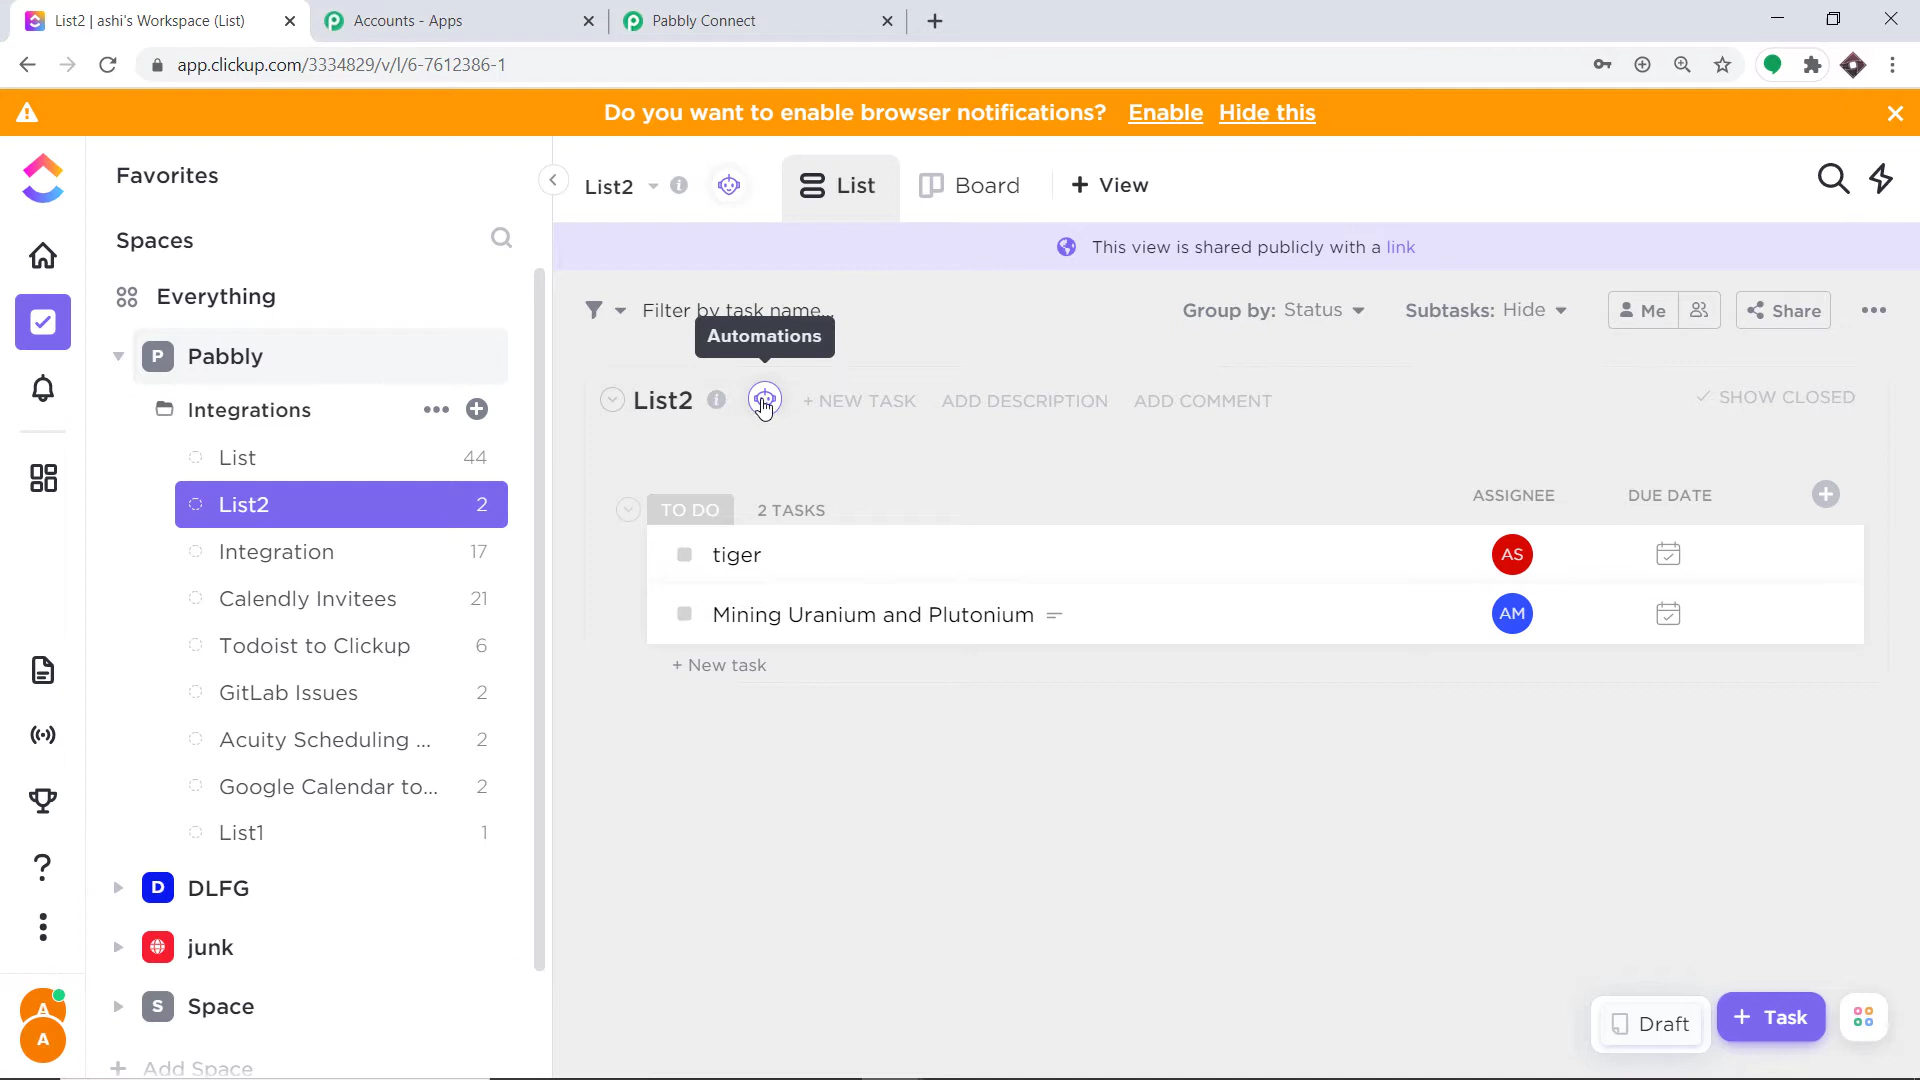 List2 | ashi's Workspace (List)
Accounts - Apps
Pabbly Connect
app.clickup.com/3334829/v/l/6-7612386-1
Do you want to enable browser notifications? Enable Hide this
Favorites
Spaces
Everything
P Pabbly
Integrations
List 44
List2 2
Integration 17
Calendly Invitees 21
Todoist to Clickup 6
GitLab Issues 2
Acuity Scheduling ... 2
Google Calendar to... 2
List1 1
D DLFG
junk
S Space
+ Add Space
A
A
List2
List
Board
+ View
This view is shared publicly with a link
Filter by task name...
Group by: Status
Subtasks: Hide
Me
Share
Automations
List2
+ NEW TASK
ADD DESCRIPTION
ADD COMMENT
SHOW CLOSED
TO DO
2 TASKS
ASSIGNEE
DUE DATE
tiger AS
Mining Uranium and Plutonium AM
+ New task
Draft
+ Task